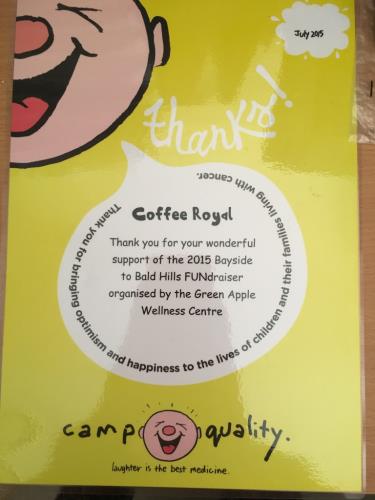 July 2015
thanks!
Coffee Royal
Thank you for your wonderful
support of the 2015 Bayside
to Bald Hills FUNdraiser
organised by the Green Apple
Wellness Centre
Thank you for bringing optimism and happiness to the lives of children and their families living with cancer.
camp quality.
laughter is the best medicine.